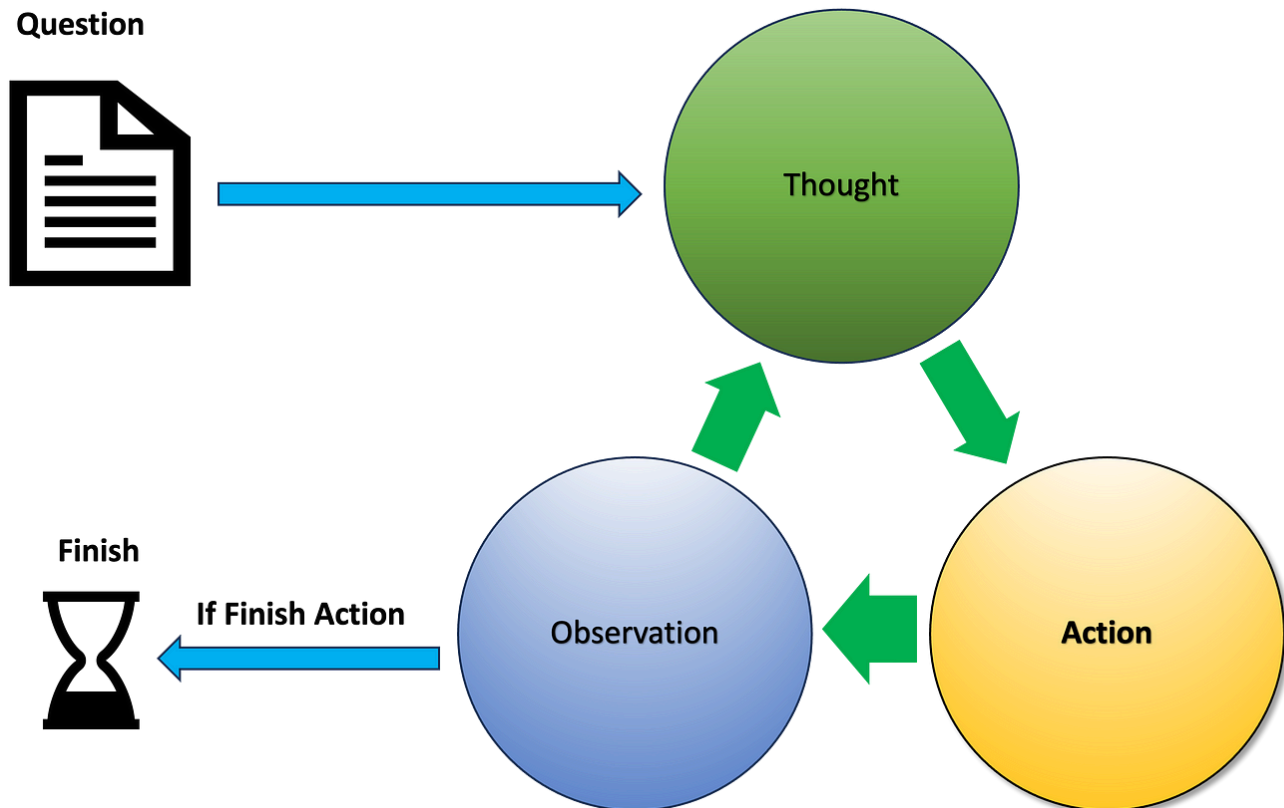 Question
Thought
Finish
If Finish Action
Observation
Action